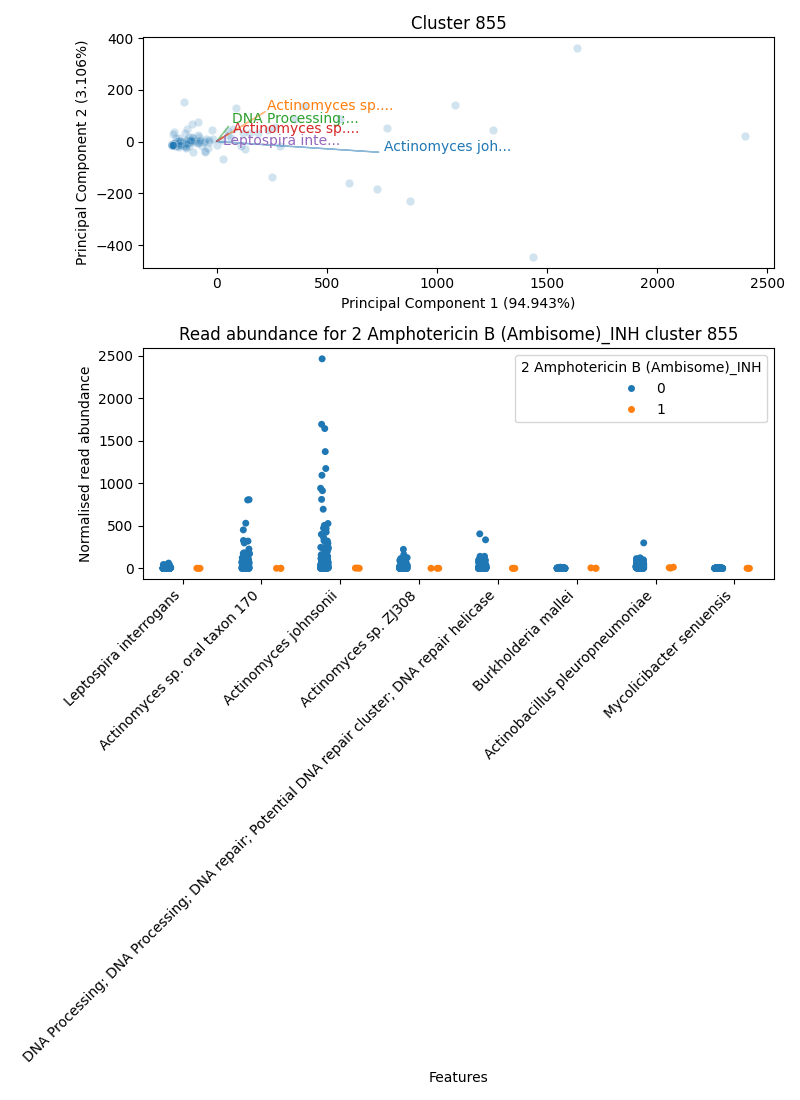 Cluster 855
Principal Component 2 (3.106%)
400
200
0
−200
−400
Actinomyces sp....
DNA Processing;...
Actinomyces sp....
Leptospira inte...
Actinomyces joh...
0
500
1000
1500
2000
2500
Principal Component 1 (94.943%)
Read abundance for 2 Amphotericin B (Ambisome)_INH cluster 855
Normalised read abundance
2500
2000
1500
1000
500
0
2 Amphotericin B (Ambisome)_INH
0
1
Leptospira interrogans
Actinomyces sp. oral taxon 170
Actinomyces johnsonii
Actinomyces sp. ZJ308
DNA Processing; DNA Processing; DNA repair; Potential DNA repair cluster; DNA repair helicase
Burkholderia mallei
Actinobacillus pleuropneumoniae
Mycolicibacter senuensis
Features